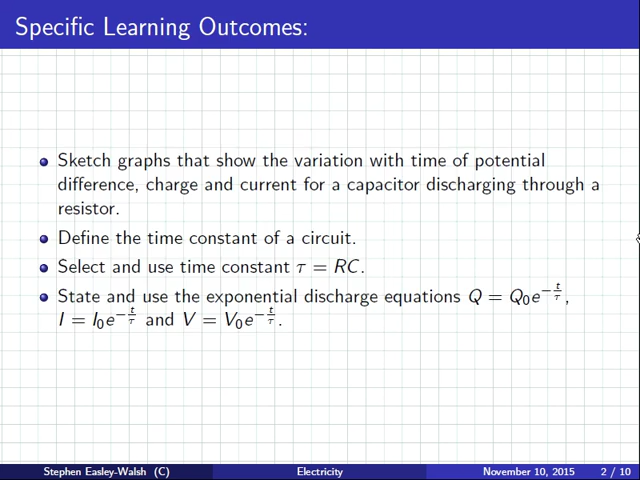 Specific Learning Outcomes:
Sketch graphs that show the variation with time of potential
difference, charge and current for a capacitor discharging through a
resistor.
Define the time constant of a circuit.
Select and use time constant τ = RC.
State and use the exponential discharge equations Q = Q₀e^{-t/τ},
I = I₀e^{-t/τ} and V = V₀e^{-t/τ}.
Stephen Easley-Walsh (C) Electricity November 10, 2015 2 / 10